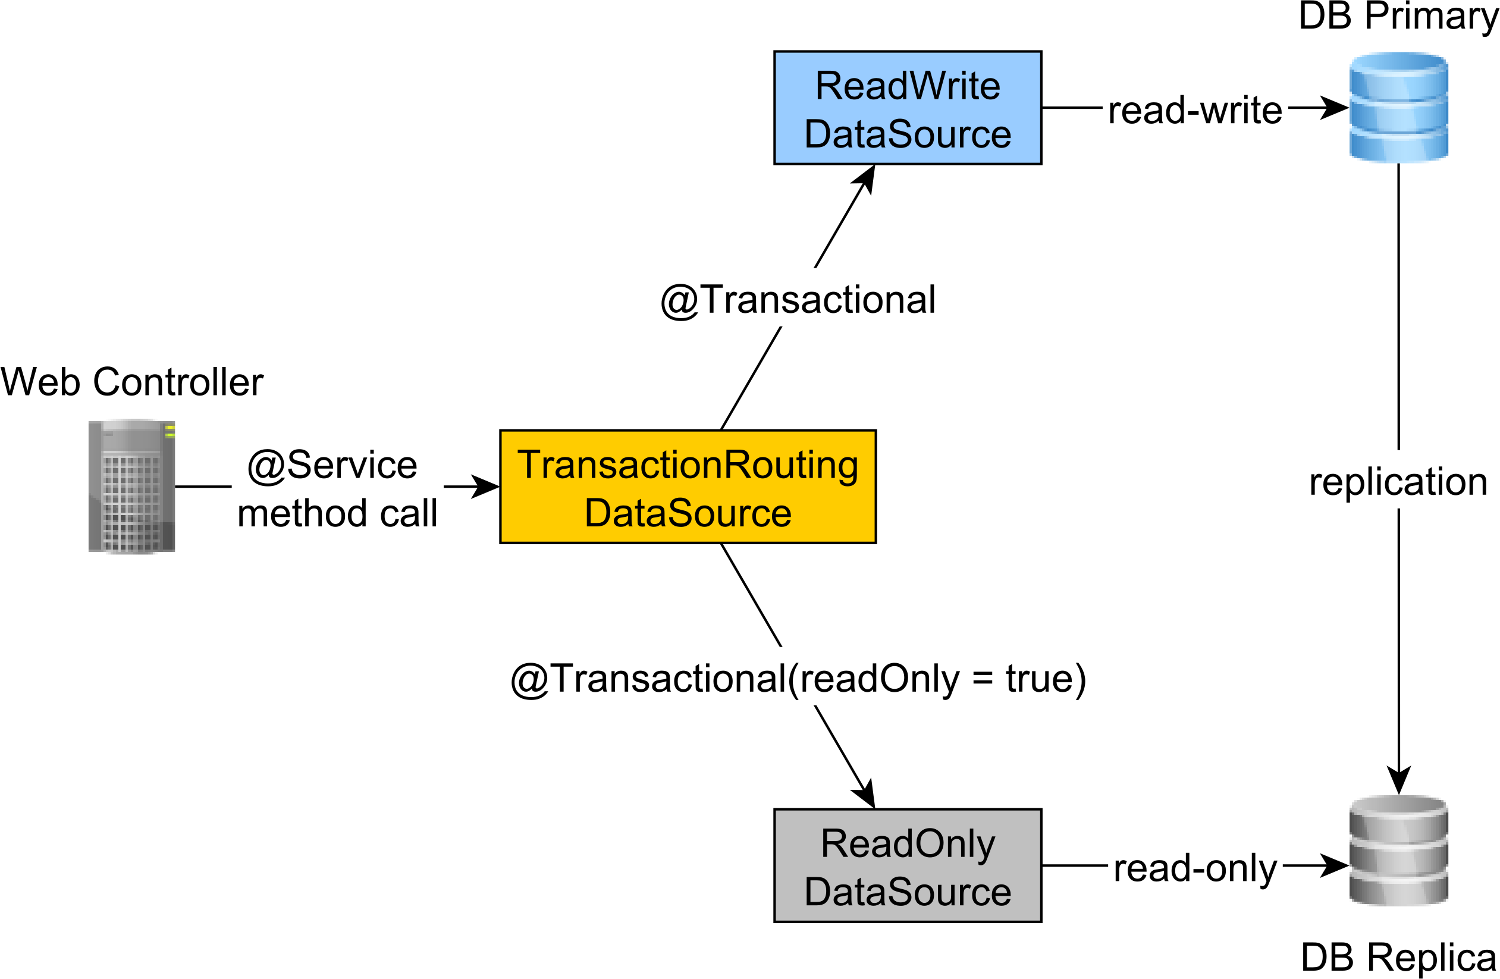 DB Primary
ReadWrite
DataSource
read-write
@Transactional
Web Controller
@Service
method call
TransactionRouting
DataSource
replication
@Transactional(readOnly = true)
ReadOnly
DataSource
read-only
DB Replica